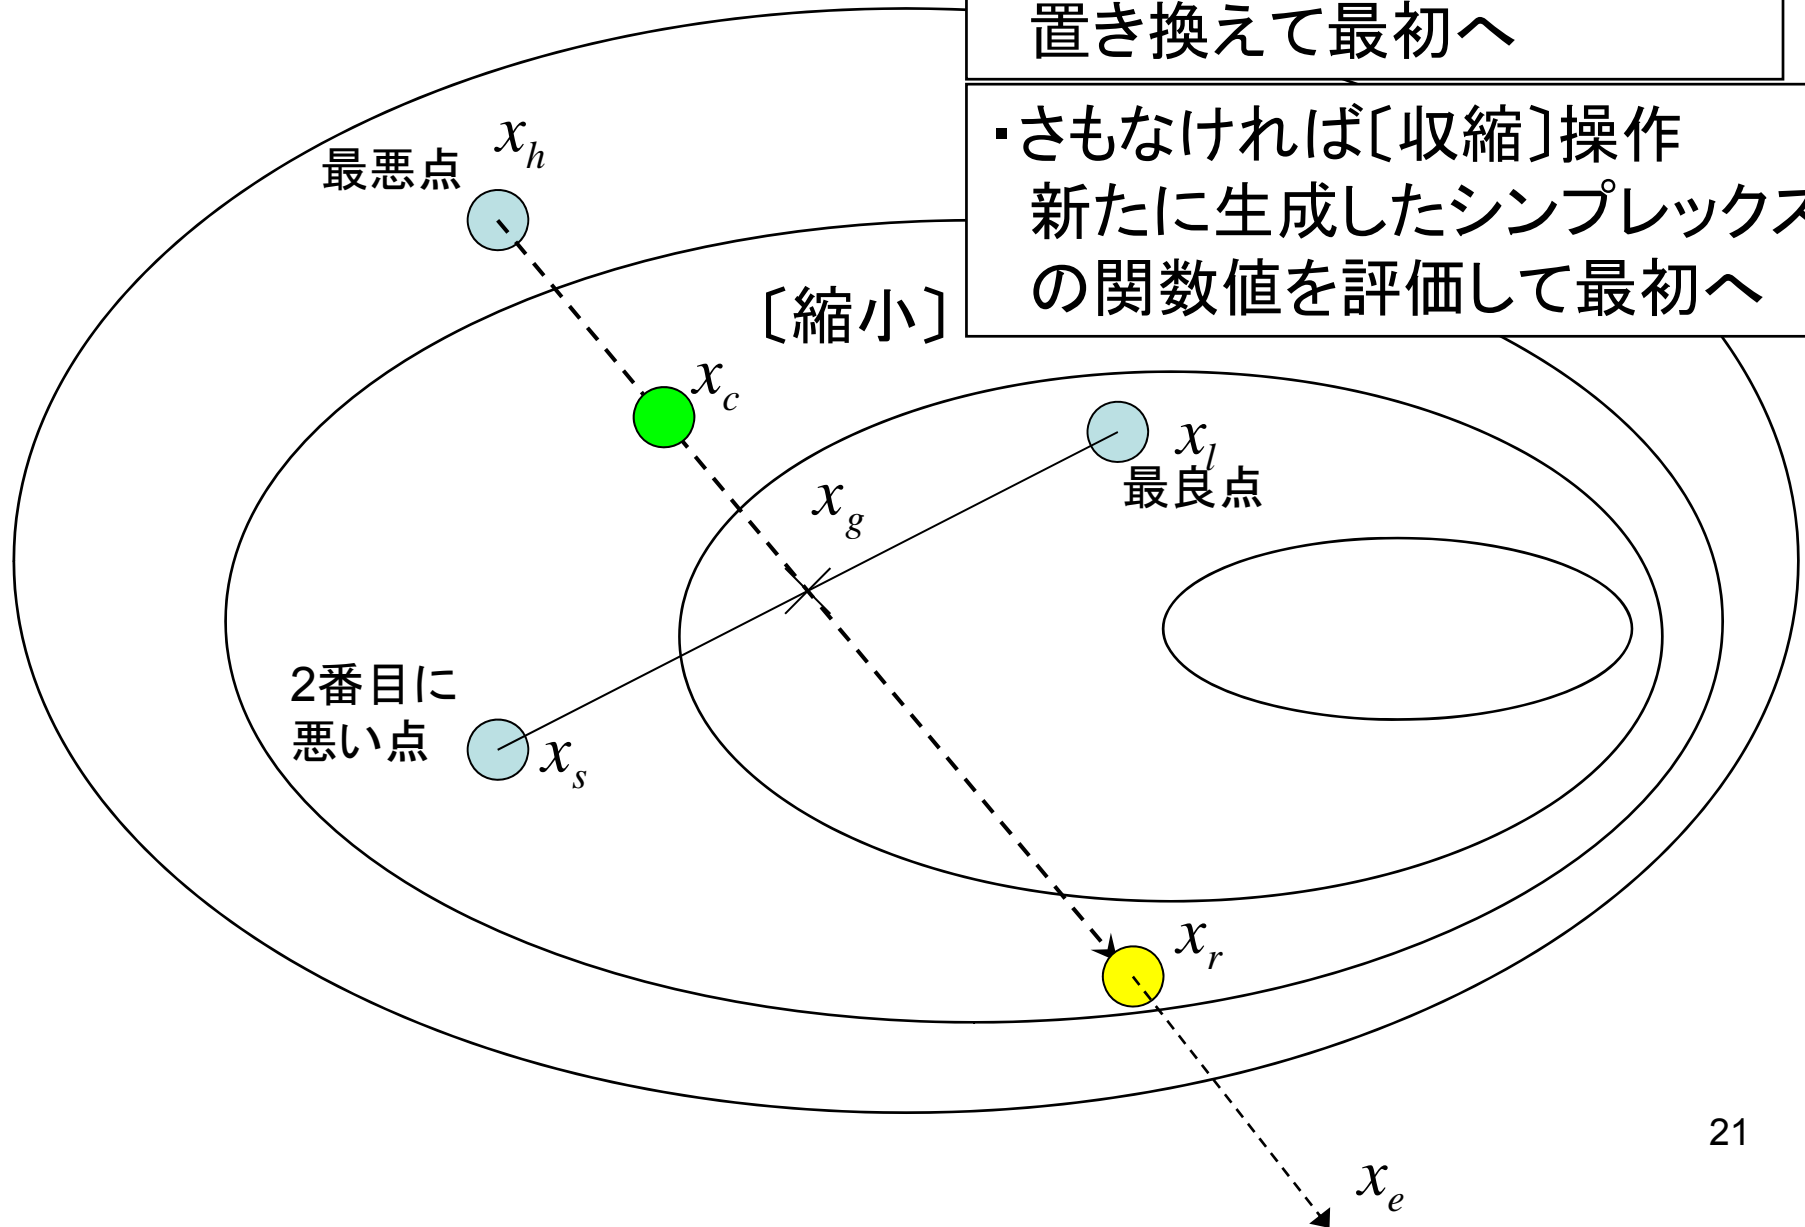 置き換えて最初へ
・さもなければ〔収縮〕操作
新たに生成したシンプレックス
の関数値を評価して最初へ
x_h
最悪点
〔縮小〕
x_c
x_l
最良点
x_g
2番目に
悪い点
x_s
x_r
21
x_e